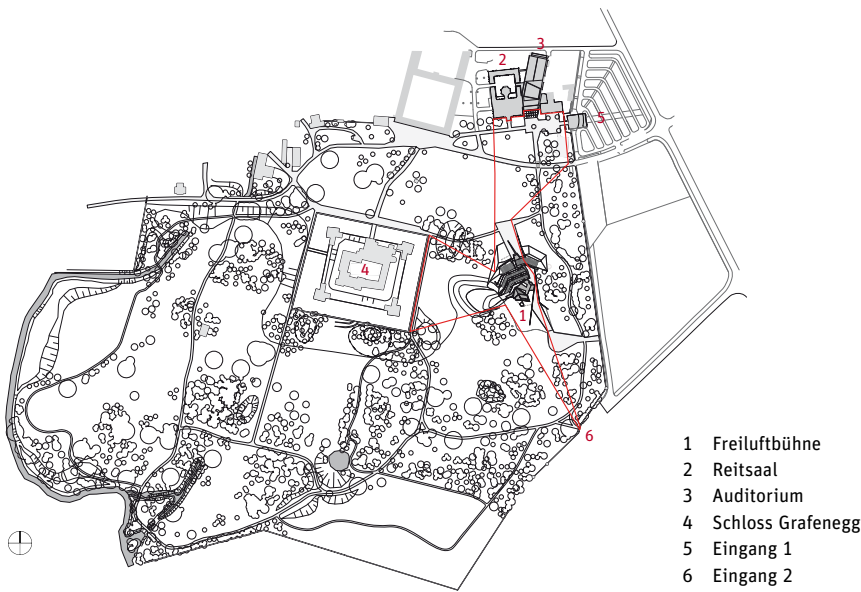 3
2
5
4
1
6
1 Freiluftbühne
2 Reitsaal
3 Auditorium
4 Schloss Grafenegg
5 Eingang 1
6 Eingang 2